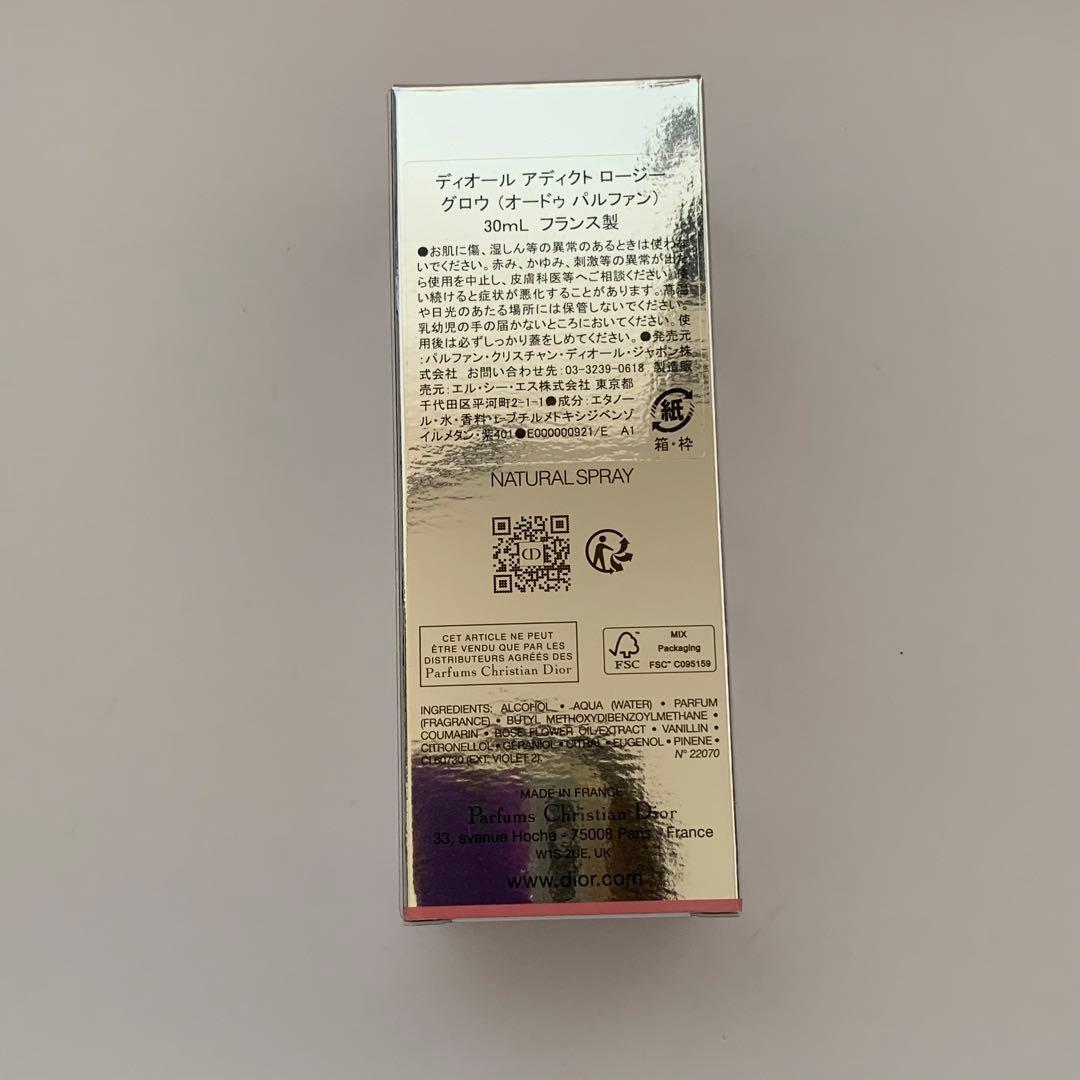 ディオール アディクト ロージー
グロウ (オードゥ パルファン)
30mL フランス製
●お肌に傷、湿しん等の異常のあるときは使わな
いでください。赤み、かゆみ、刺激等の異常が出た
ら使用を中止し、皮膚科医等へご相談ください。使
い続けると症状が悪化することがあります。高温
や日光のあたる場所には保管しないでください。
乳幼児の手の届かないところにおいてください。使
用後は必ずしっかり蓋をしめてください。●発売元
:パルファン・クリスチャン・ディオール・ジャポン株
式会社 お問い合わせ先:03-3239-0618 製造販
売元:エル・シー・エス株式会社 東京都
千代田区平河町2-1-1●成分:エタノー
ル・水・香料・t-ブチルメトキシジベンゾ
イルメタン・紫401●E000000921/E A1
紙
箱・枠
NATURAL SPRAY
CD
CET ARTICLE NE PEUT
ÊTRE VENDU QUE PAR LES
DISTRIBUTEURS AGRÉÉS DES
Parfums Christian Dior
FSC™
MIX
Packaging
FSC™ C095159
INGREDIENTS: ALCOHOL • AQUA (WATER) • PARFUM
(FRAGRANCE) • BUTYL METHOXYDIBENZOYLMETHANE •
COUMARIN • ROSE FLOWER OIL/EXTRACT • VANILLIN •
CITRONELLOL • GERANIOL • CITRAL • EUGENOL • PINENE •
CI 60730 (EXT. VIOLET 2). N° 22070
MADE IN FRANCE
Parfums Christian Dior
33, avenue Hoche - 75008 Paris - France
W1S 2UE, UK
www.dior.com